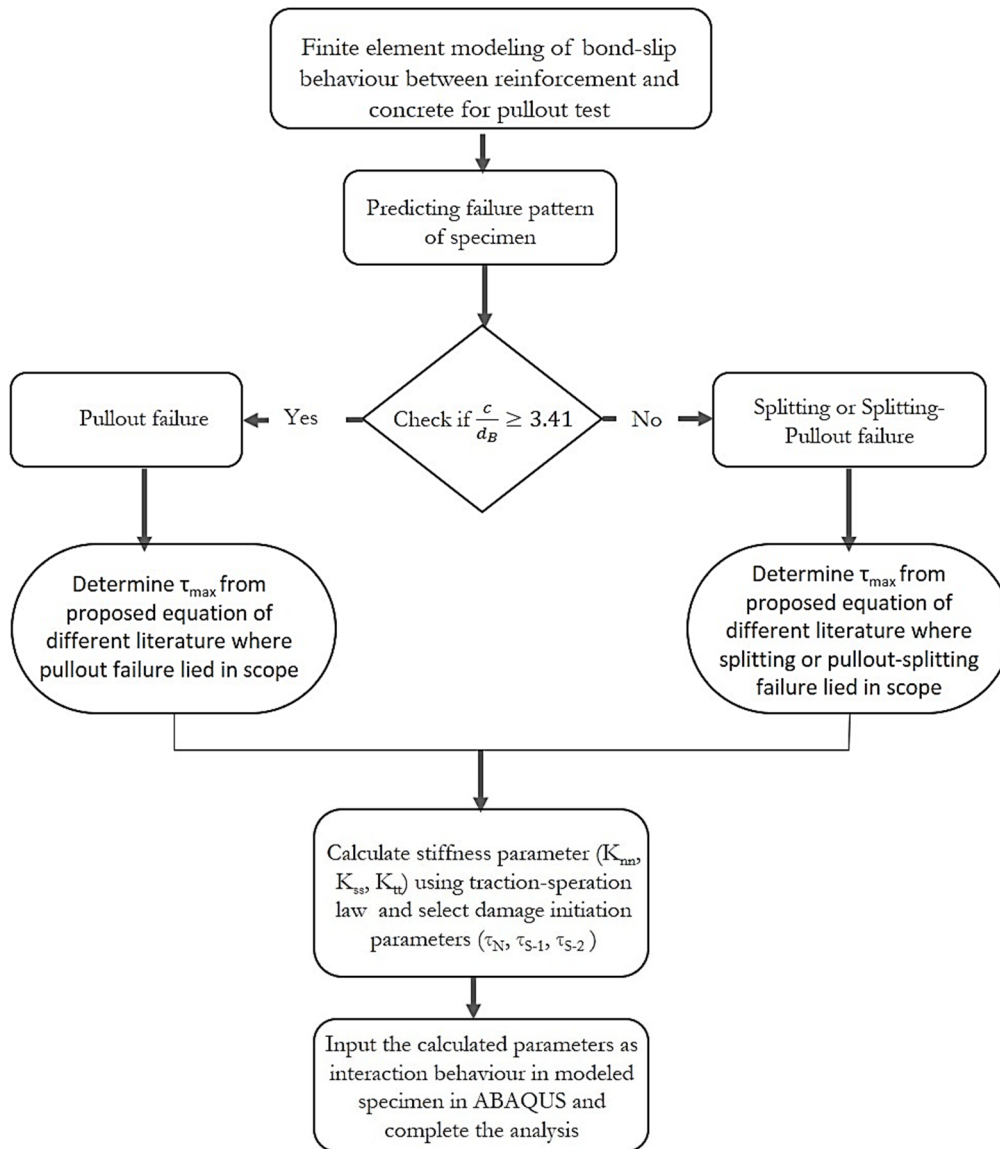 Finite element modeling of bond-slip
behaviour between reinforcement and
concrete for pullout test
Predicting failure pattern
of specimen
Check if c/d_B ≥ 3.41
Yes
No
Pullout failure
Splitting or Splitting-
Pullout failure
Determine τmax from
proposed equation of
different literature where
pullout failure lied in scope
Determine τmax from
proposed equation of
different literature where
splitting or pullout-splitting
failure lied in scope
Calculate stiffness parameter (Knn,
Kss, Ktt) using traction-speration
law and select damage initiation
parameters (τN, τS-1, τS-2 )
Input the calculated parameters as
interaction behaviour in modeled
specimen in ABAQUS and
complete the analysis